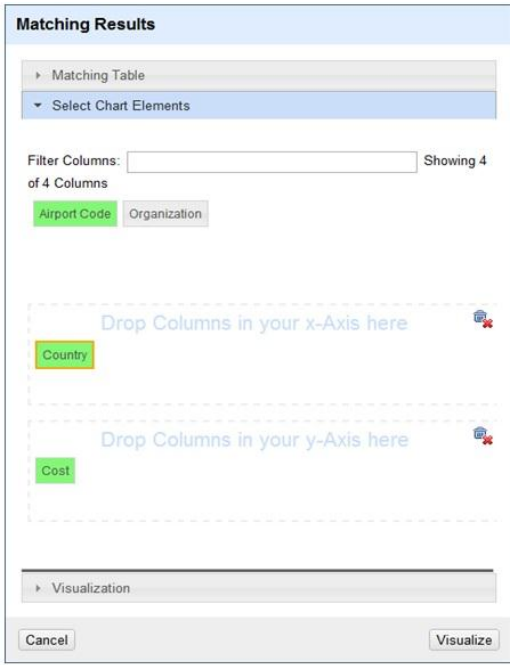 Matching Results
Matching Table
Select Chart Elements
Filter Columns: Showing 4
of 4 Columns
Airport Code Organization
Drop Columns in your x-Axis here
Country
Drop Columns in your y-Axis here
Cost
Visualization
Cancel Visualize